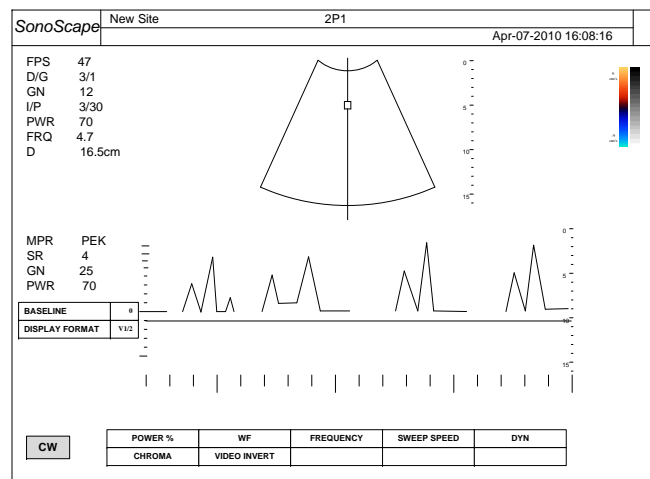 SonoScape New Site 2P1
Apr-07-2010 16:08:16
FPS 47
D/G 3/1
GN 12
I/P 3/30
PWR 70
FRQ 4.7
D 16.5cm
0
5
10
15
MPR PEK
SR 4
GN 25
PWR 70
BASELINE 0
DISPLAY FORMAT V1/2
0
5
10
15
CW
POWER % WF FREQUENCY SWEEP SPEED DYN
CHROMA VIDEO INVERT